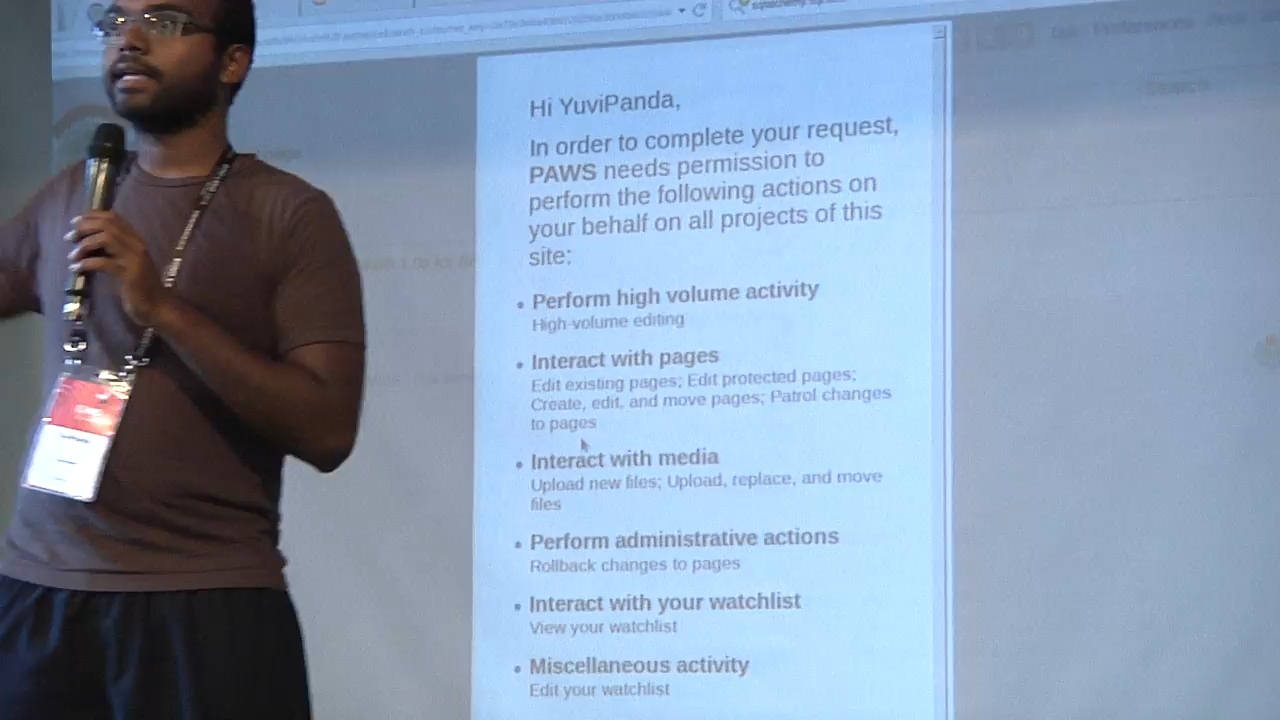 Preferences
Search
Hi YuviPanda,
In order to complete your request,
PAWS needs permission to
perform the following actions on
your behalf on all projects of this
site:
• Perform high volume activity
High-volume editing
• Interact with pages
Edit existing pages; Edit protected pages;
Create, edit, and move pages; Patrol changes
to pages
• Interact with media
Upload new files; Upload, replace, and move
files
• Perform administrative actions
Rollback changes to pages
• Interact with your watchlist
View your watchlist
• Miscellaneous activity
Edit your watchlist